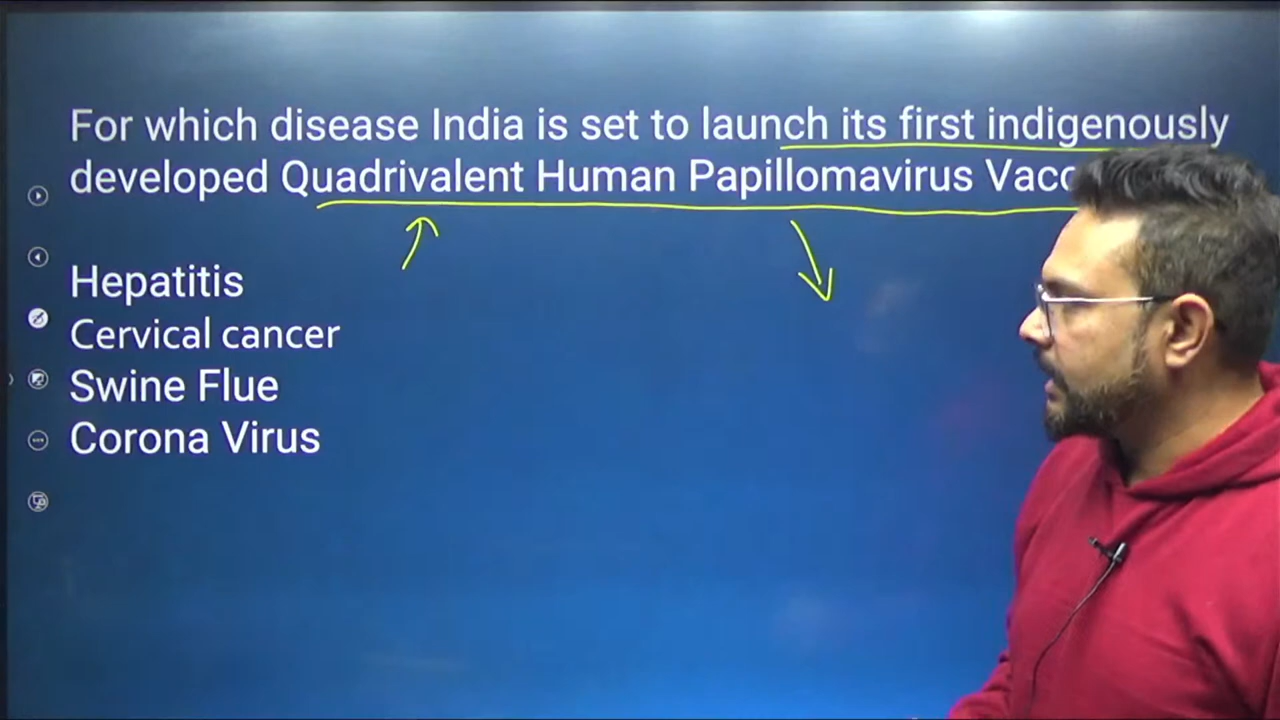 For which disease India is set to launch its first indigenously
developed Quadrivalent Human Papillomavirus
Hepatitis
Cervical cancer
Swine Flue
Corona Virus